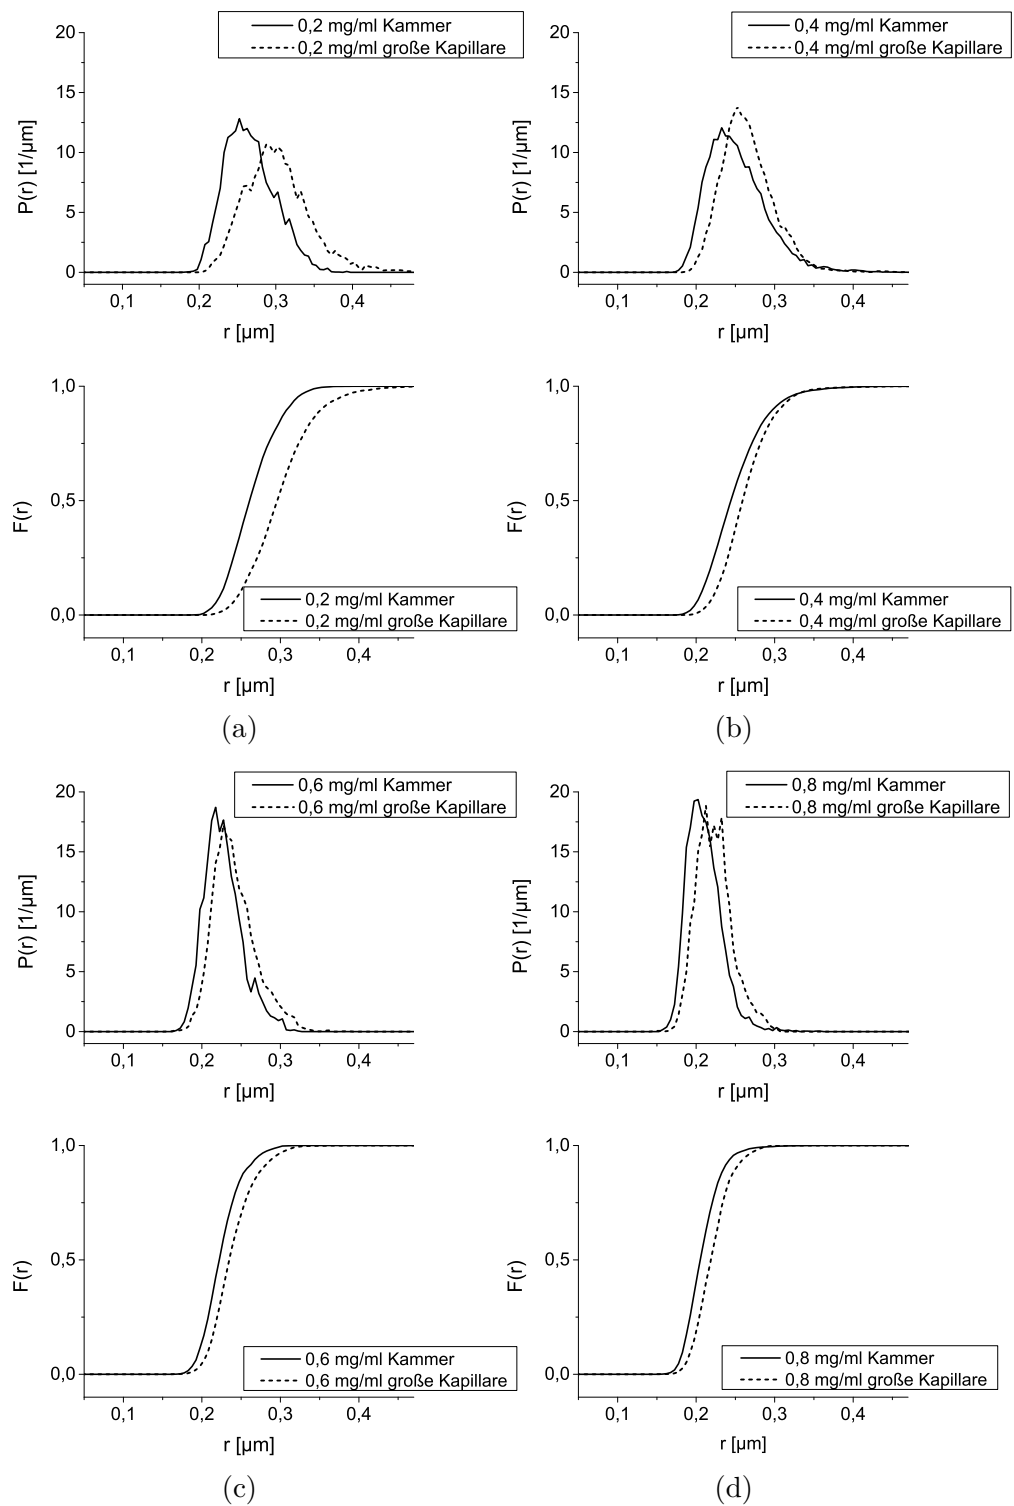 0,2 mg/ml Kammer
0,2 mg/ml große Kapillare
20
15
10
5
0
P(r) [1/µm]
0,1 0,2 0,3 0,4
r [µm]
0,4 mg/ml Kammer
0,4 mg/ml große Kapillare
20
15
10
5
0
P(r) [1/µm]
0,1 0,2 0,3 0,4
r [µm]
1,0
0,5
0,0
F(r)
0,2 mg/ml Kammer
0,2 mg/ml große Kapillare
0,1 0,2 0,3 0,4
r [µm]
(a)
1,0
0,5
0,0
F(r)
0,4 mg/ml Kammer
0,4 mg/ml große Kapillare
0,1 0,2 0,3 0,4
r [µm]
(b)
0,6 mg/ml Kammer
0,6 mg/ml große Kapillare
20
15
10
5
0
P(r) [1/µm]
0,1 0,2 0,3 0,4
r [µm]
0,8 mg/ml Kammer
0,8 mg/ml große Kapillare
20
15
10
5
0
P(r) [1/µm]
0,1 0,2 0,3 0,4
r [µm]
1,0
0,5
0,0
F(r)
0,6 mg/ml Kammer
0,6 mg/ml große Kapillare
0,1 0,2 0,3 0,4
r [µm]
(c)
1,0
0,5
0,0
F(r)
0,8 mg/ml Kammer
0,8 mg/ml große Kapillare
0,1 0,2 0,3 0,4
r [µm]
(d)